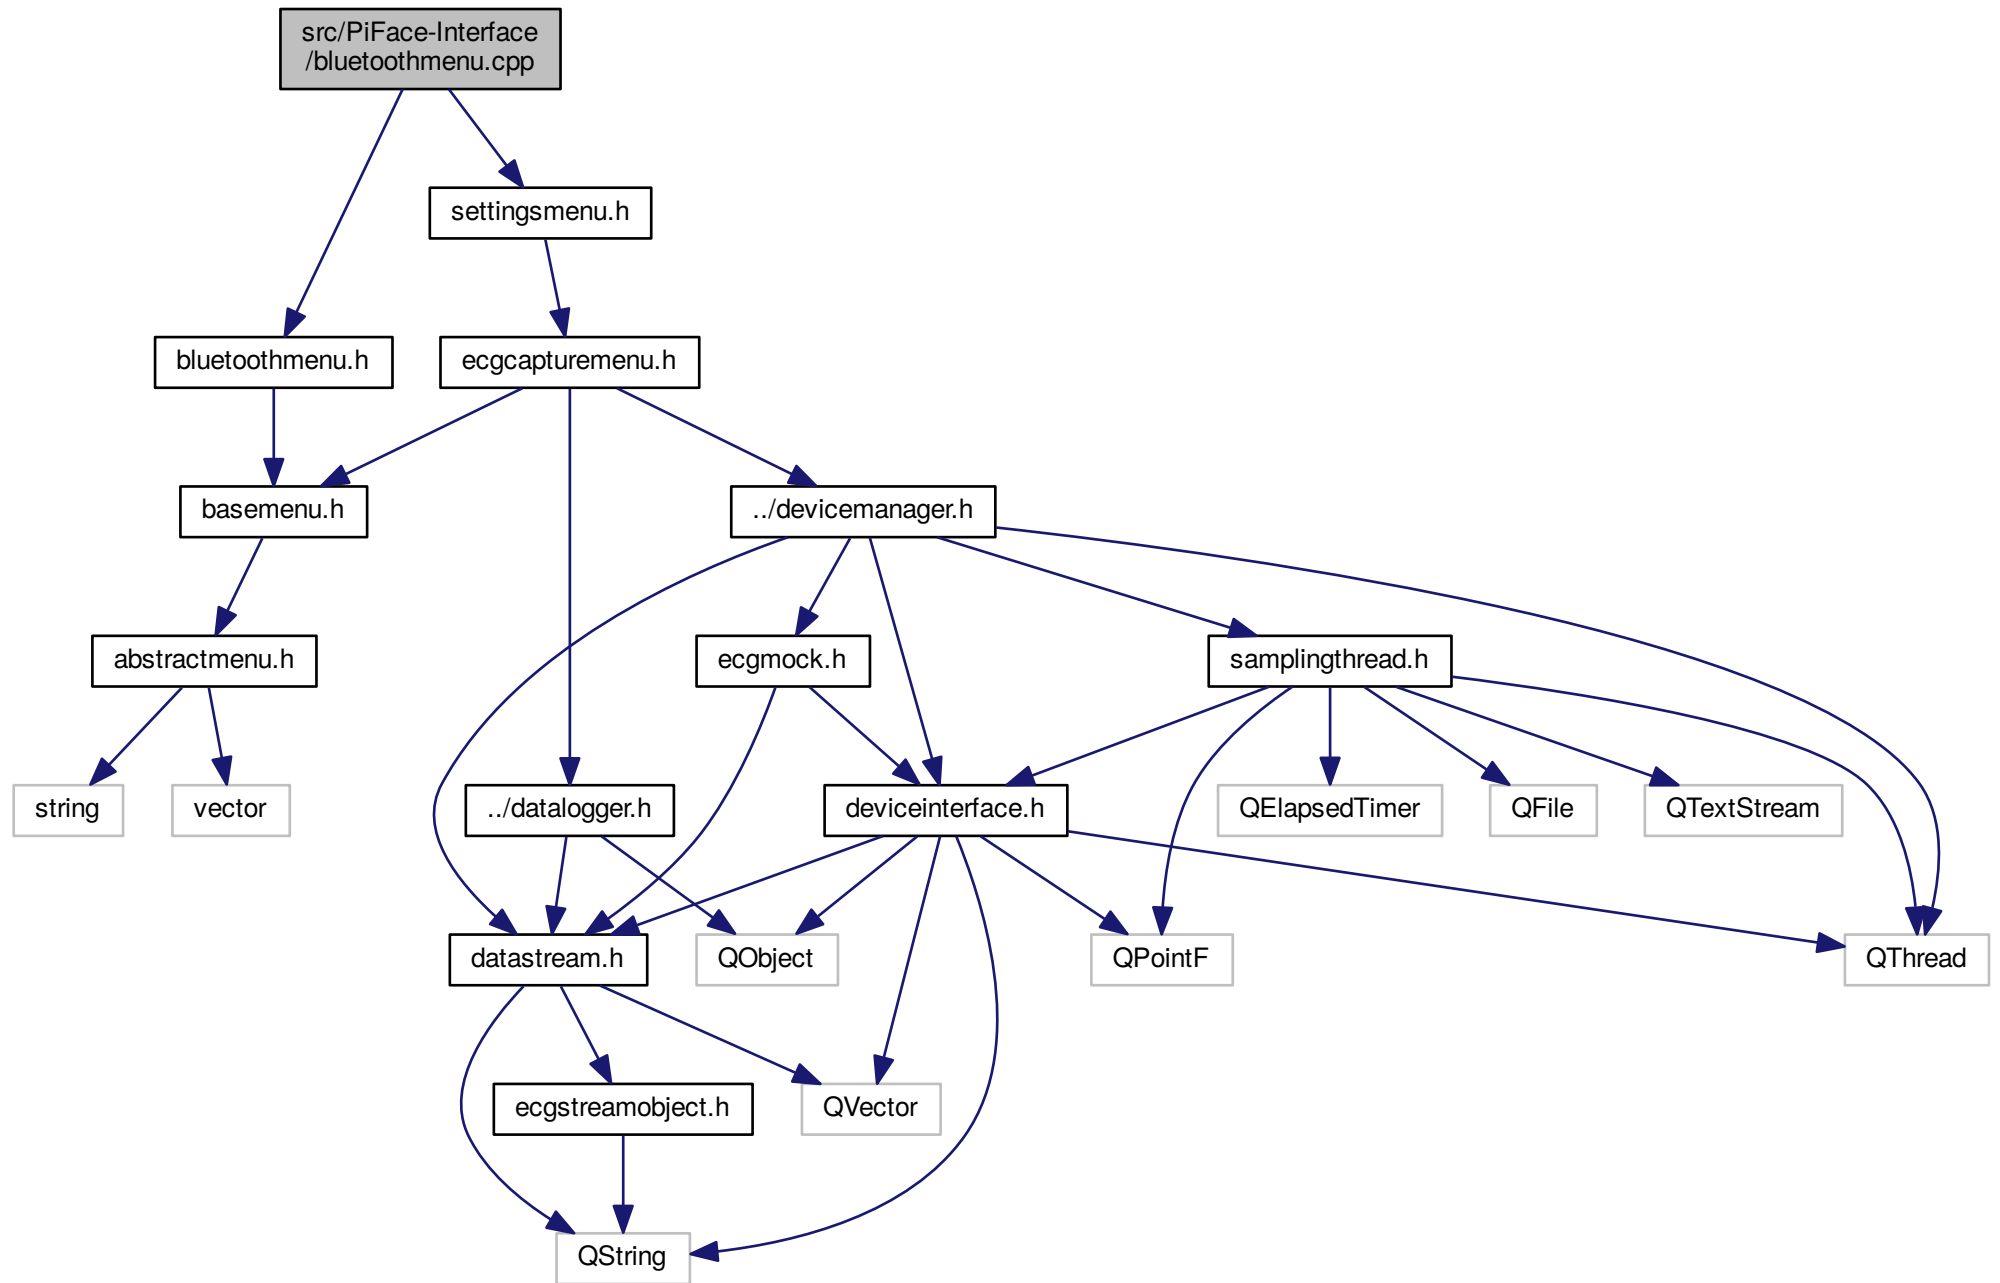 src/PiFace-Interface
/bluetoothmenu.cpp
settingsmenu.h
bluetoothmenu.h
ecgcapturemenu.h
basemenu.h
../devicemanager.h
abstractmenu.h
ecgmock.h
samplingthread.h
string
vector
../datalogger.h
deviceinterface.h
QElapsedTimer
QFile
QTextStream
datastream.h
QObject
QPointF
QThread
ecgstreamobject.h
QVector
QString